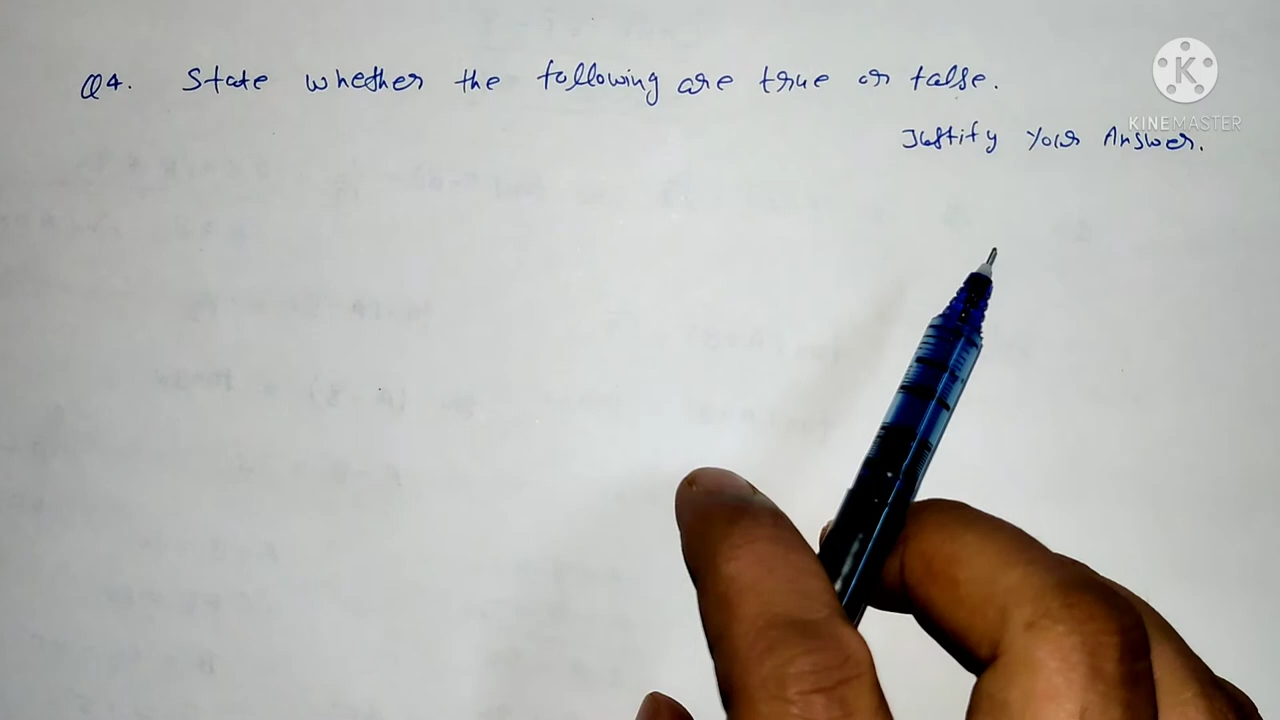 Q4. State whether the following are true or false.
K
KINEMASTER
Justify Your Answer.